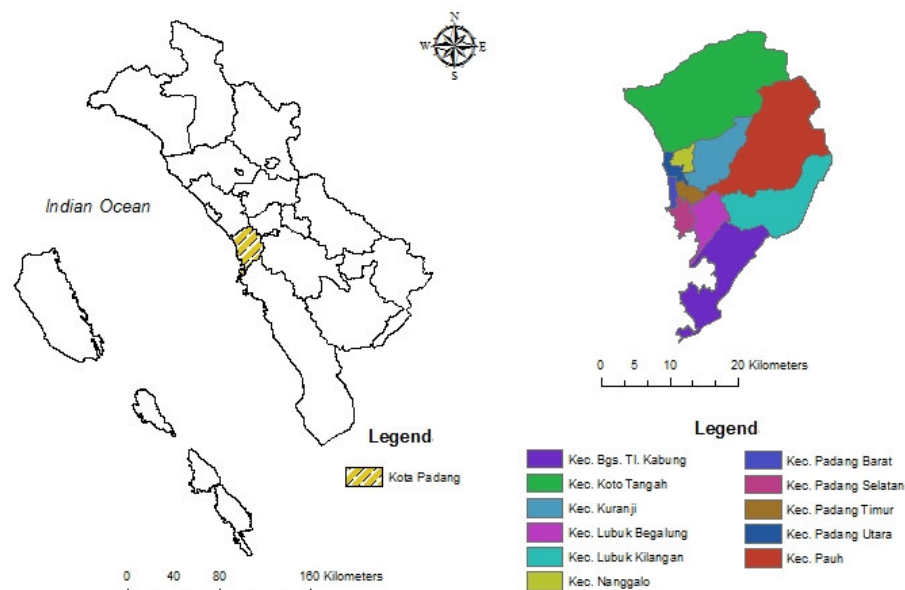 N
W E
S
Indian Ocean
Legend
Kota Padang
0 40 80 160 Kilometers
0 5 10 20 Kilometers
Legend
Kec. Bgs. Tl. Kabung
Kec. Koto Tangah
Kec. Kuranji
Kec. Lubuk Begalung
Kec. Lubuk Kilangan
Kec. Nanggalo
Kec. Padang Barat
Kec. Padang Selatan
Kec. Padang Timur
Kec. Padang Utara
Kec. Pauh